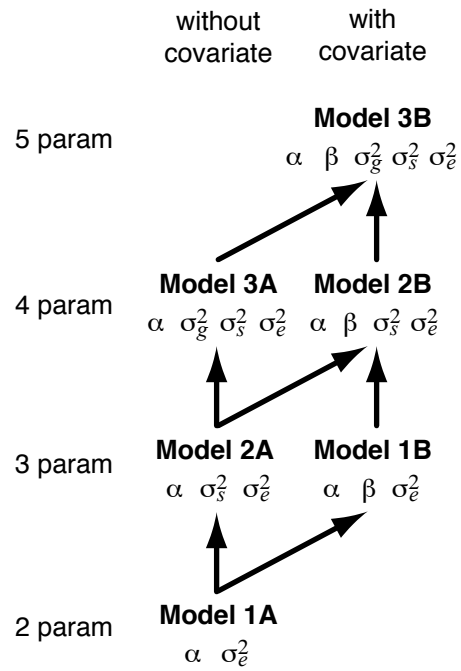 without covariate
with covariate
5 param
Model 3B
α β σ²g σ²s σ²e
4 param
Model 3A
α σ²g σ²s σ²e
Model 2B
α β σ²s σ²e
3 param
Model 2A
α σ²s σ²e
Model 1B
α β σ²e
2 param
Model 1A
α σ²e